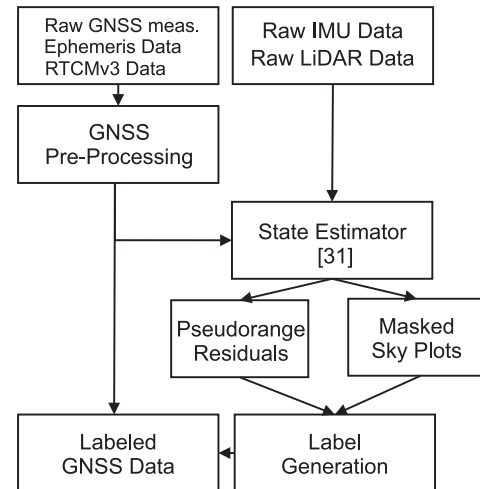 Raw GNSS meas.
Ephemeris Data
RTCMv3 Data
Raw IMU Data
Raw LiDAR Data
GNSS
Pre-Processing
State Estimator
[31]
Pseudorange
Residuals
Masked
Sky Plots
Labeled
GNSS Data
Label
Generation